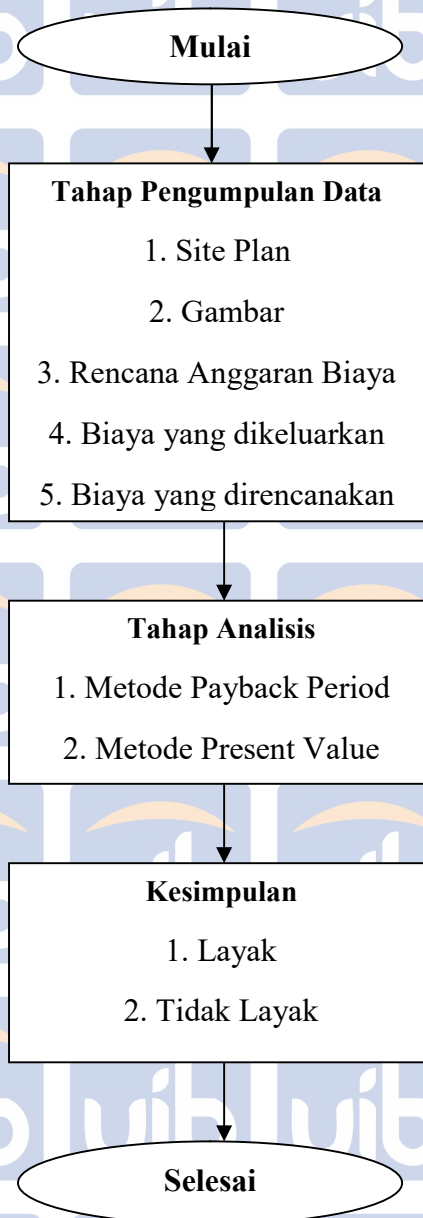 Mulai
Tahap Pengumpulan Data
1. Site Plan
2. Gambar
3. Rencana Anggaran Biaya
4. Biaya yang dikeluarkan
5. Biaya yang direncanakan
Tahap Analisis
1. Metode Payback Period
2. Metode Present Value
Kesimpulan
1. Layak
2. Tidak Layak
uib
uib
Selesai